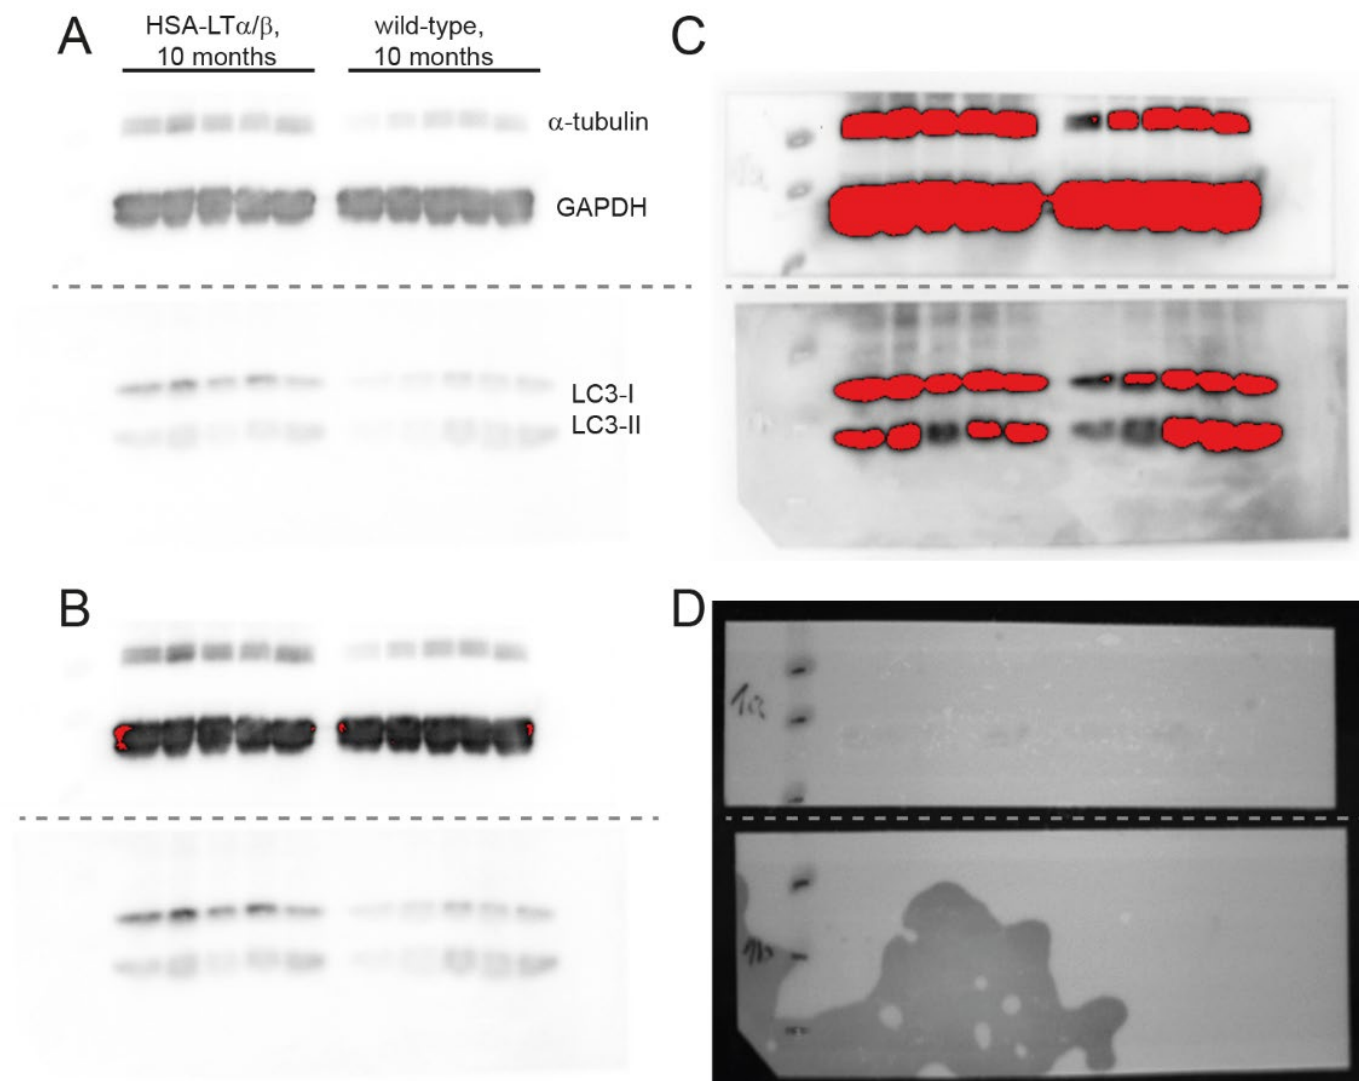 A
HSA-LTα/β,
10 months
wild-type,
10 months
α-tubulin
GAPDH
LC3-I
LC3-II
B
C
D